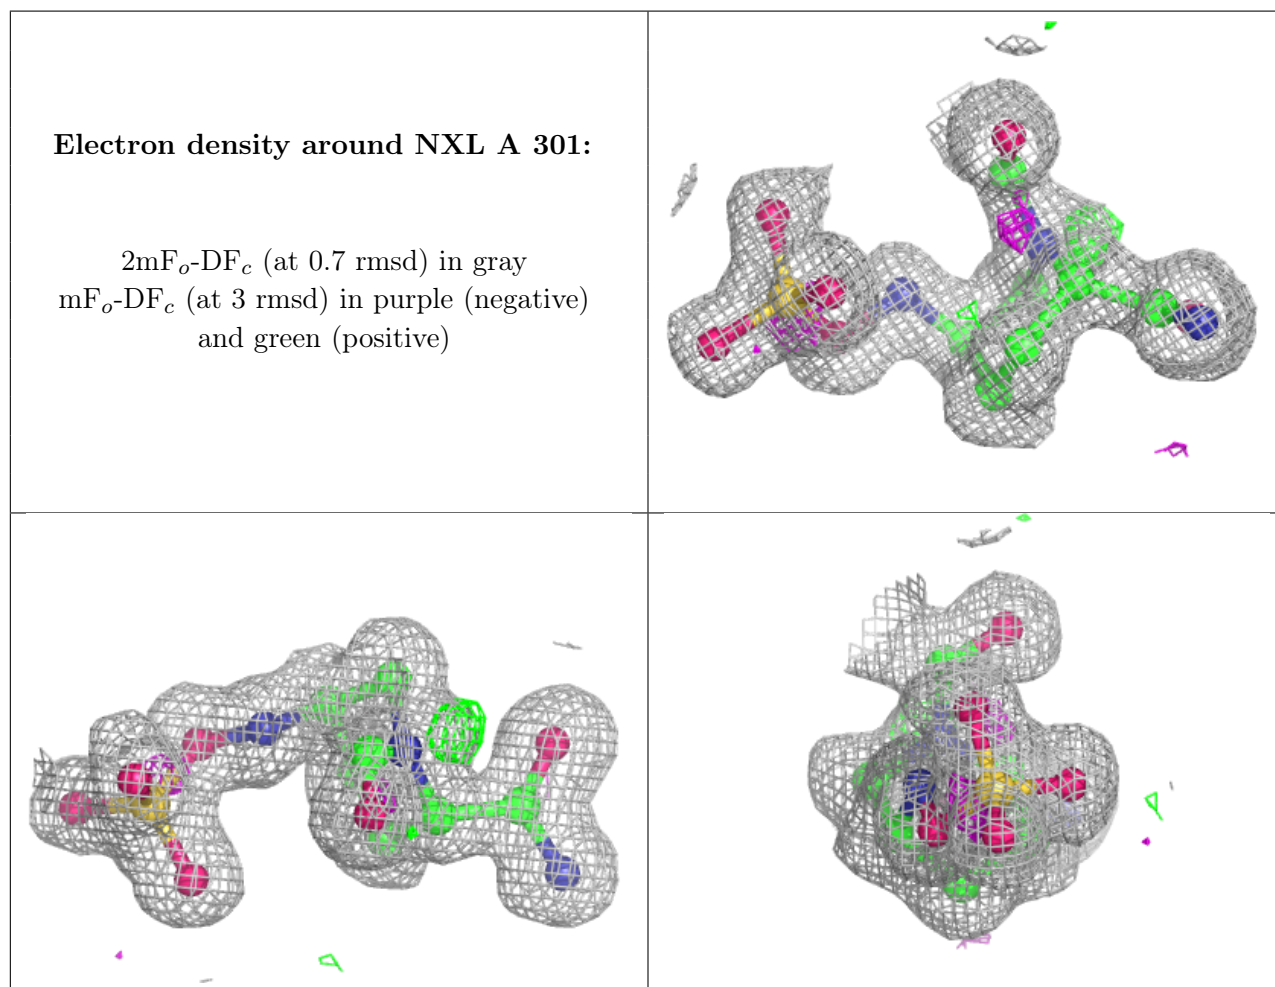 Electron density around NXL A 301:
2mFo-DFc (at 0.7 rmsd) in gray
mFo-DFc (at 3 rmsd) in purple (negative)
and green (positive)